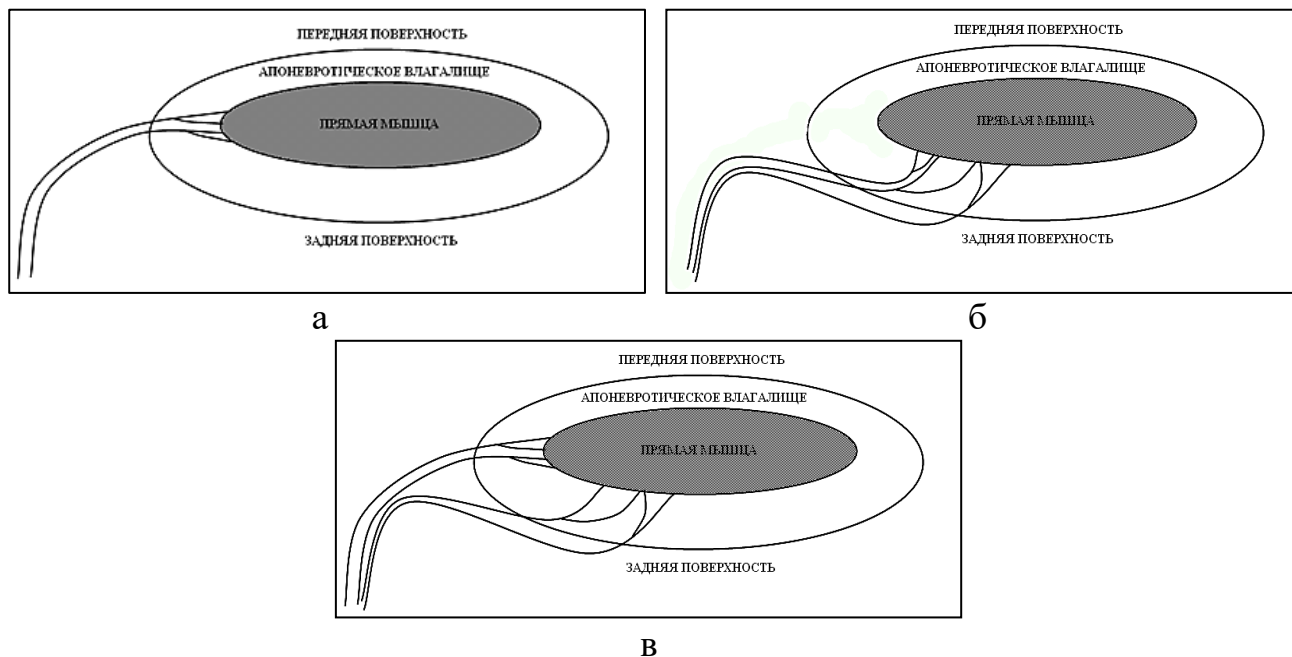 ПЕРЕДНЯЯ ПОВЕРХНОСТЬ
АПОНЕВРОТИЧЕСКОЕ ВЛАГАЛИЩЕ
ПРЯМАЯ МЫШЦА
ЗАДНЯЯ ПОВЕРХНОСТЬ
а
ПЕРЕДНЯЯ ПОВЕРХНОСТЬ
АПОНЕВРОТИЧЕСКОЕ ВЛАГАЛИЩЕ
ПРЯМАЯ МЫШЦА
ЗАДНЯЯ ПОВЕРХНОСТЬ
б
ПЕРЕДНЯЯ ПОВЕРХНОСТЬ
АПОНЕВРОТИЧЕСКОЕ ВЛАГАЛИЩЕ
ПРЯМАЯ МЫШЦА
ЗАДНЯЯ ПОВЕРХНОСТЬ
в